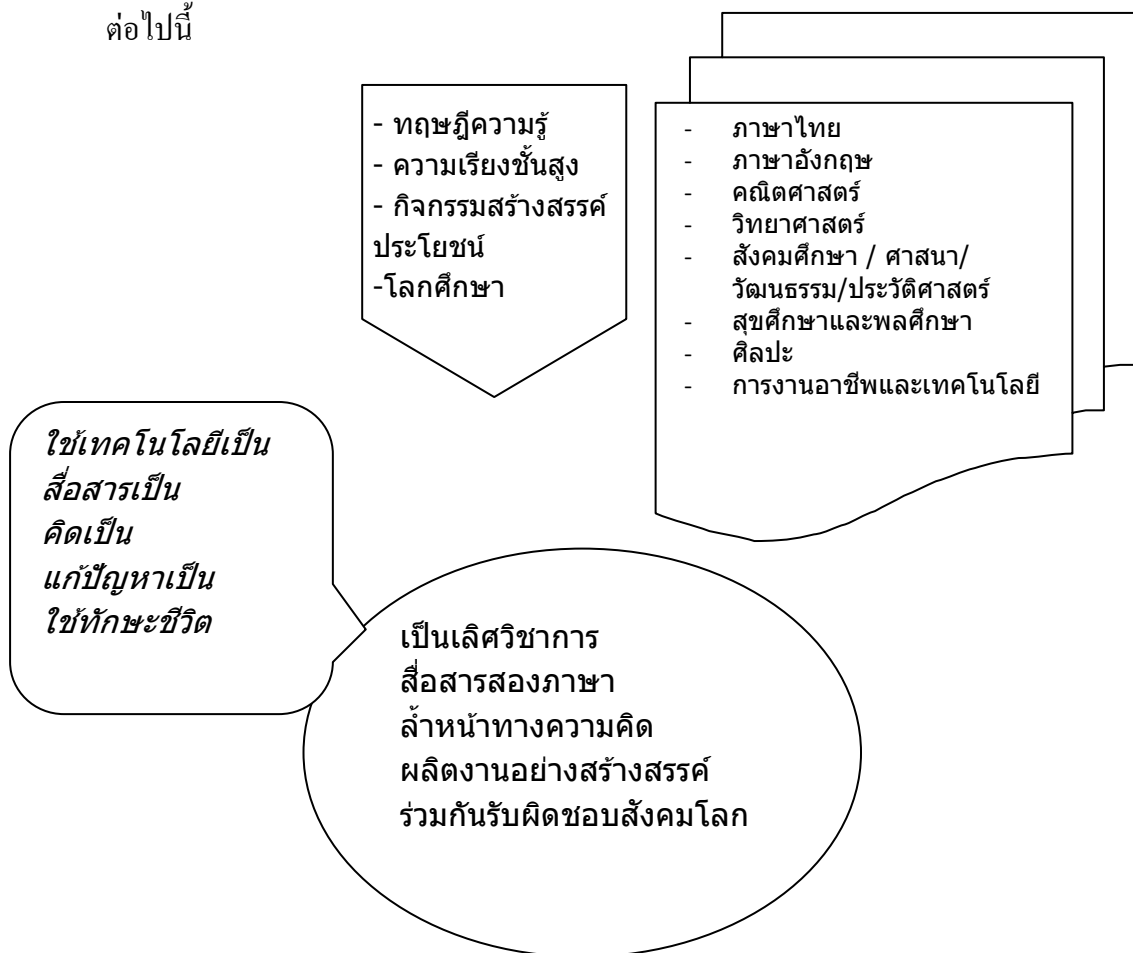 ต่อไปนี้
- ทฤษฎีความรู้
- ความเรียงชั้นสูง
- กิจกรรมสร้างสรรค์
ประโยชน์
-โลกศึกษา
- ภาษาไทย
- ภาษาอังกฤษ
- คณิตศาสตร์
- วิทยาศาสตร์
- สังคมศึกษา / ศาสนา/
วัฒนธรรม/ประวัติศาสตร์
- สุขศึกษาและพลศึกษา
- ศิลปะ
- การงานอาชีพและเทคโนโลยี
ใช้เทคโนโลยีเป็น
สื่อสารเป็น
คิดเป็น
แก้ปัญหาเป็น
ใช้ทักษะชีวิต
เป็นเลิศวิชาการ
สื่อสารสองภาษา
ล้ำหน้าทางความคิด
ผลิตงานอย่างสร้างสรรค์
ร่วมกันรับผิดชอบสังคมโลก